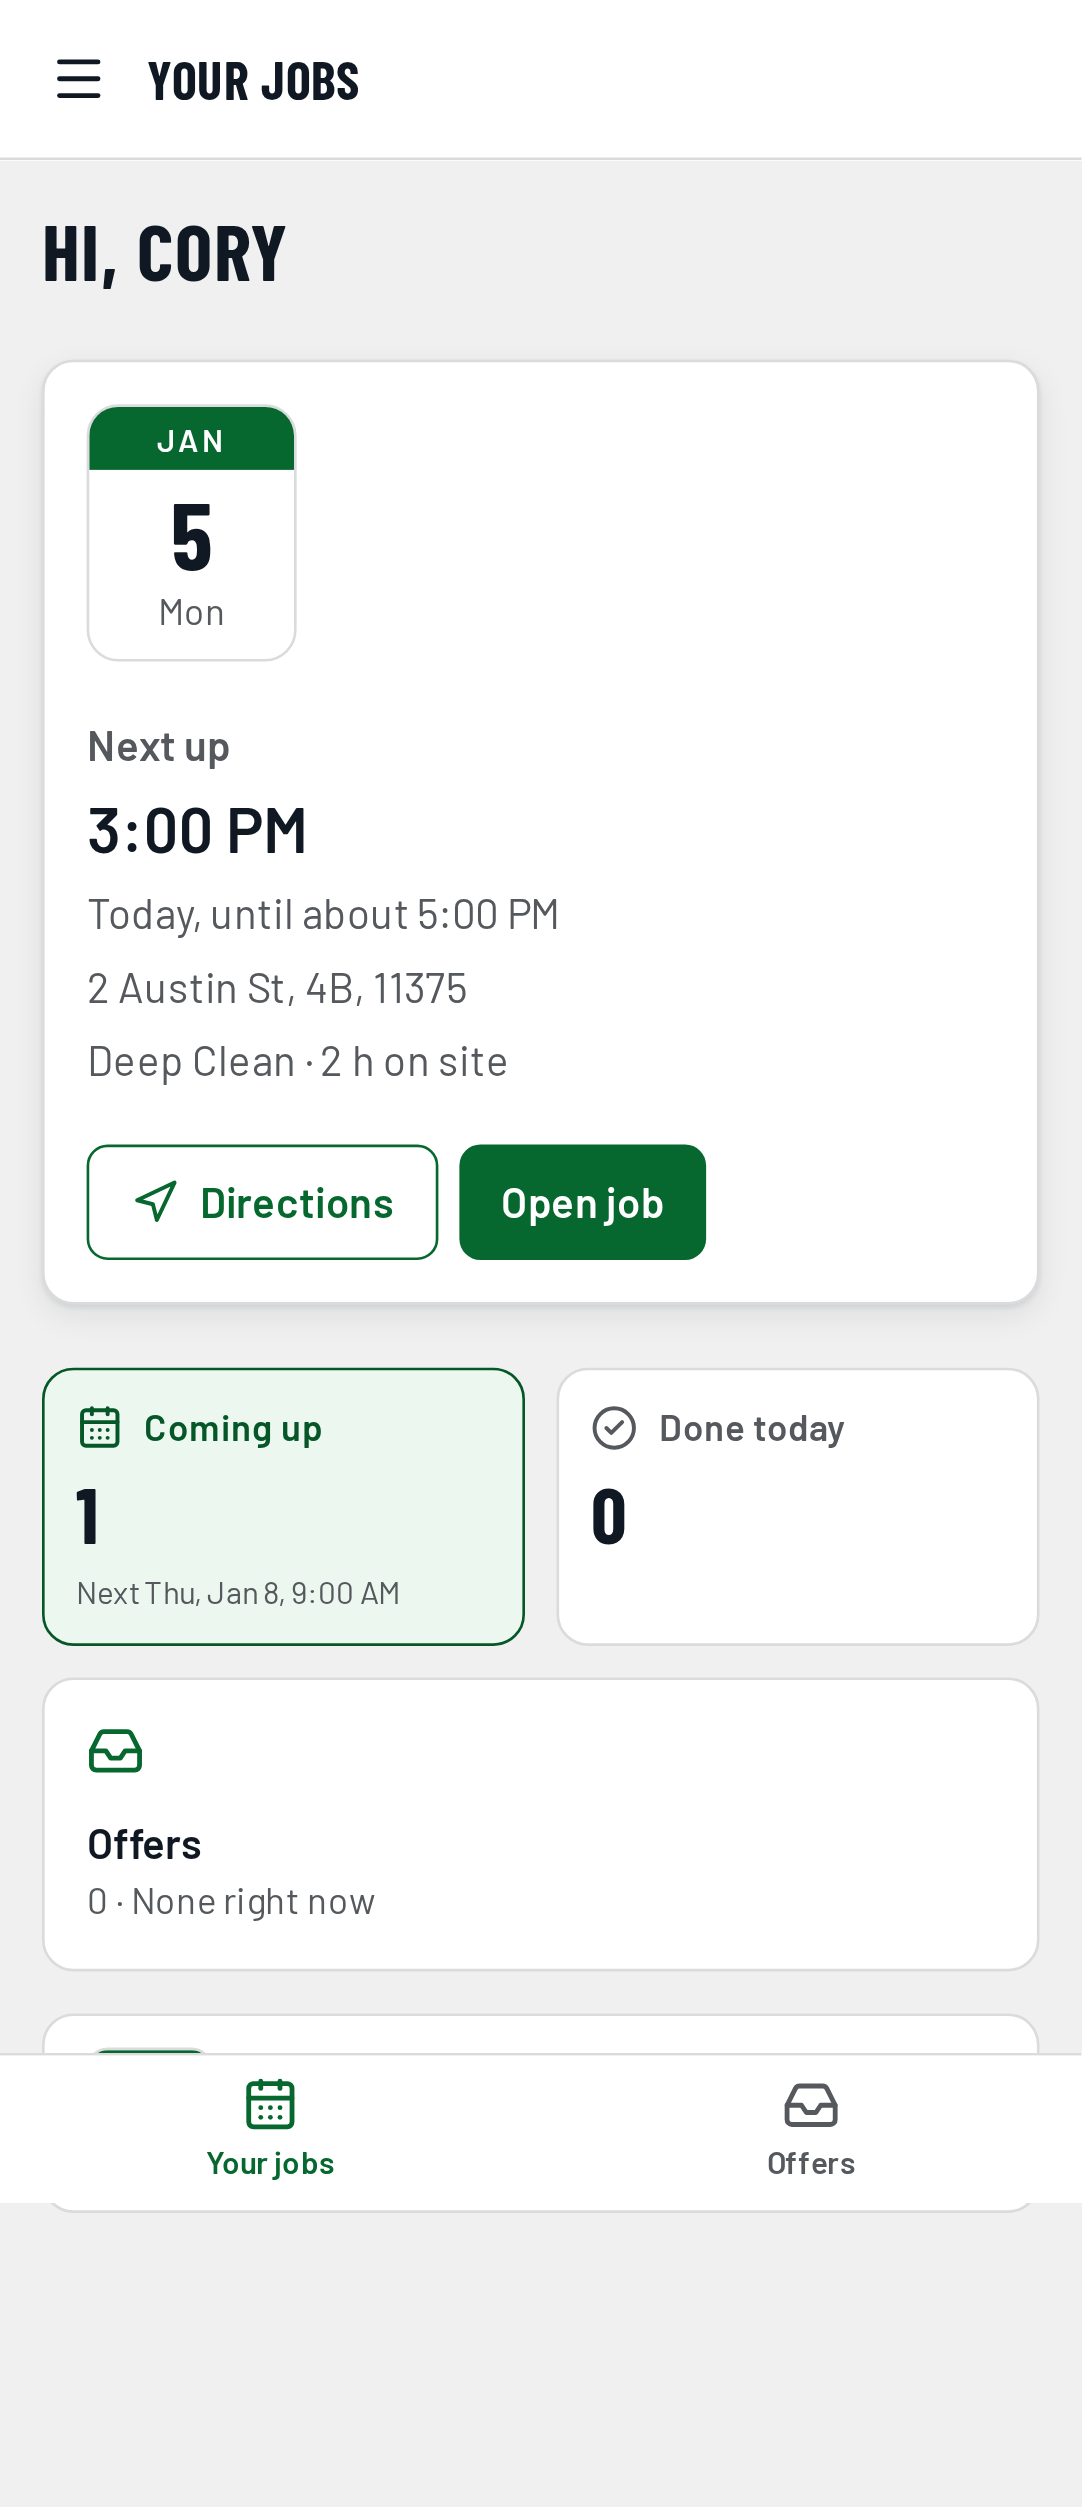 YOUR JOBS
HI, CORY
JAN
5
Mon
Next up
3:00 PM
Today, until about 5:00 PM
2 Austin St, 4B, 11375
Deep Clean · 2 h on site
Directions
Open job
Coming up
1
Next Thu, Jan 8, 9:00 AM
Done today
0
Offers
0 · None right now
Your jobs
Offers